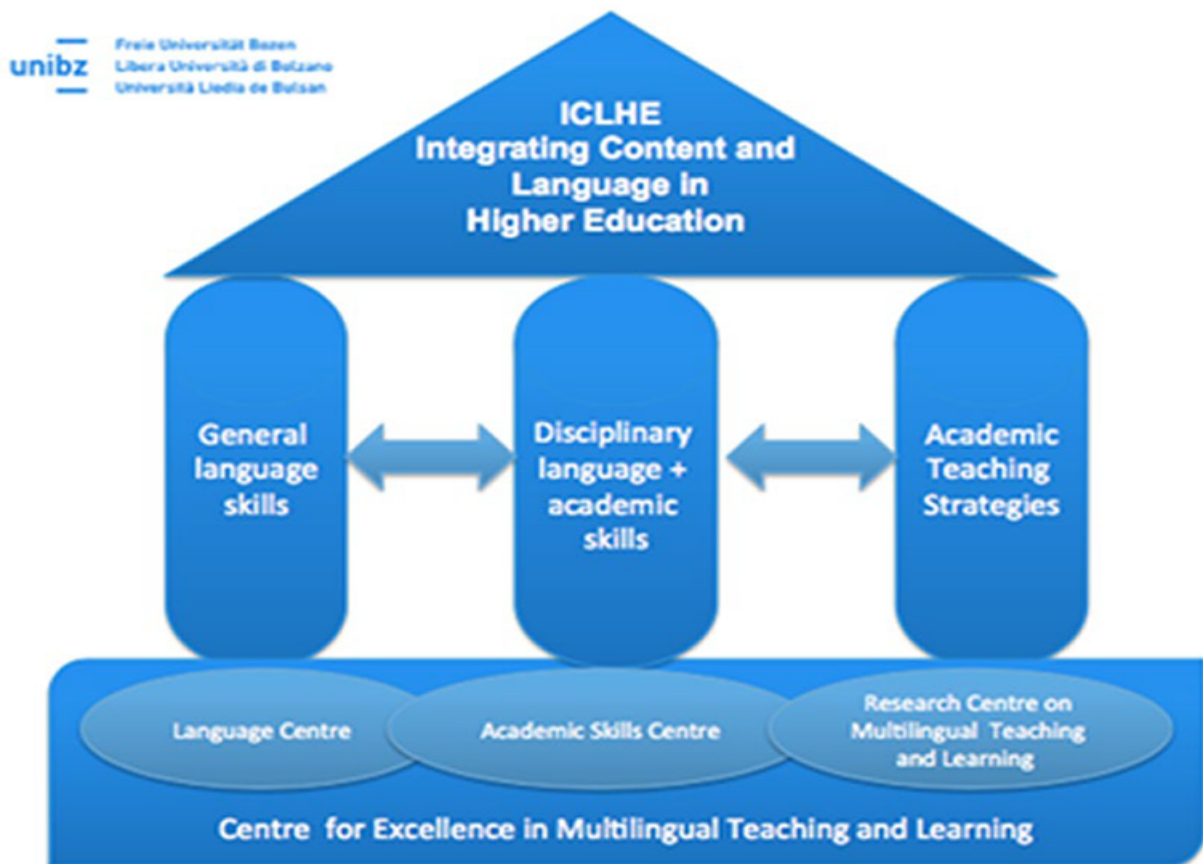 unibz
Freie Universität Bozen
Libera Università di Bolzano
Università Liedia de Bulsan
ICLHE
Integrating Content and
Language in
Higher Education
General
language
skills
Disciplinary
language +
academic
skills
Academic
Teaching
Strategies
Language Centre
Academic Skills Centre
Research Centre on
Multilingual Teaching
and Learning
Centre for Excellence in Multilingual Teaching and Learning